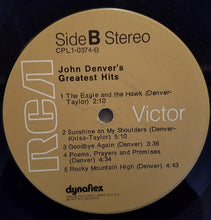 Side B Stereo
CPL1-0374-B
John Denver's
Greatest Hits
1 The Eagle and the Hawk (Denver-
Taylor) 2:10
RCA
Victor
2 Sunshine on My Shoulders (Denver-
Kniss-Taylor) 5:10
3 Goodbye Again (Denver) 3:36
4 Poems, Prayers and Promises
(Denver) 4:34
5 Rocky Mountain High (Denver) 4:43
dynaflex